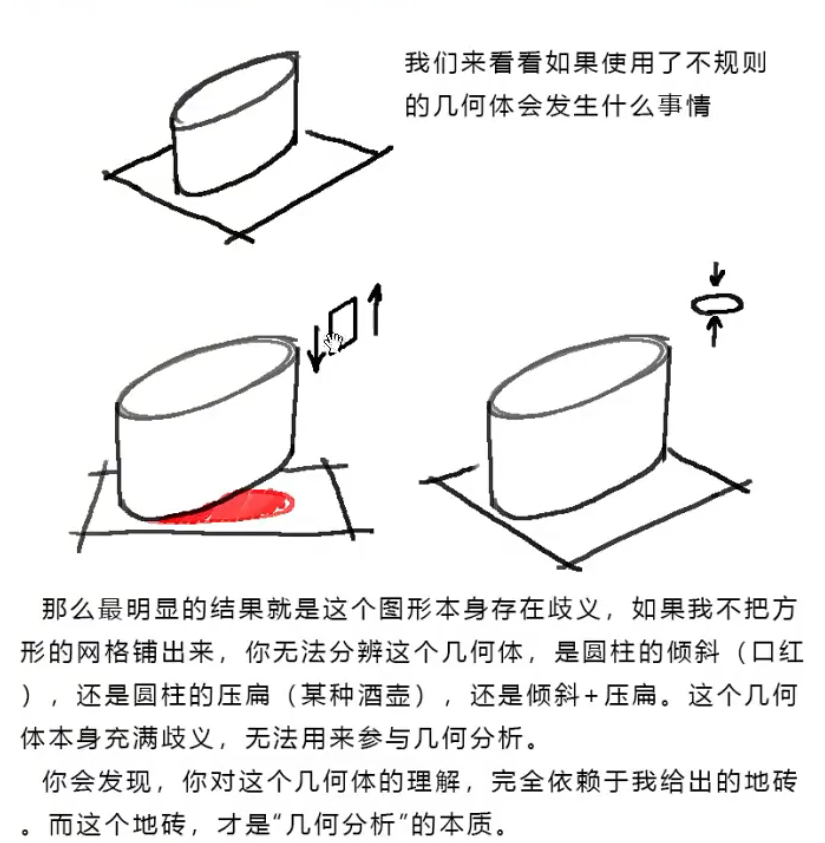 我们来看看如果使用了不规则
的几何体会发生什么事情
那么最明显的结果就是这个图形本身存在歧义，如果我不把方
形的网格铺出来，你无法分辨这个几何体，是圆柱的倾斜（口红
），还是圆柱的压扁（某种酒壶），还是倾斜+压扁。这个几何
体本身充满歧义，无法用来参与几何分析。
你会发现，你对这个几何体的理解，完全依赖于我给出的地砖
。而这个地砖，才是“几何分析”的本质。